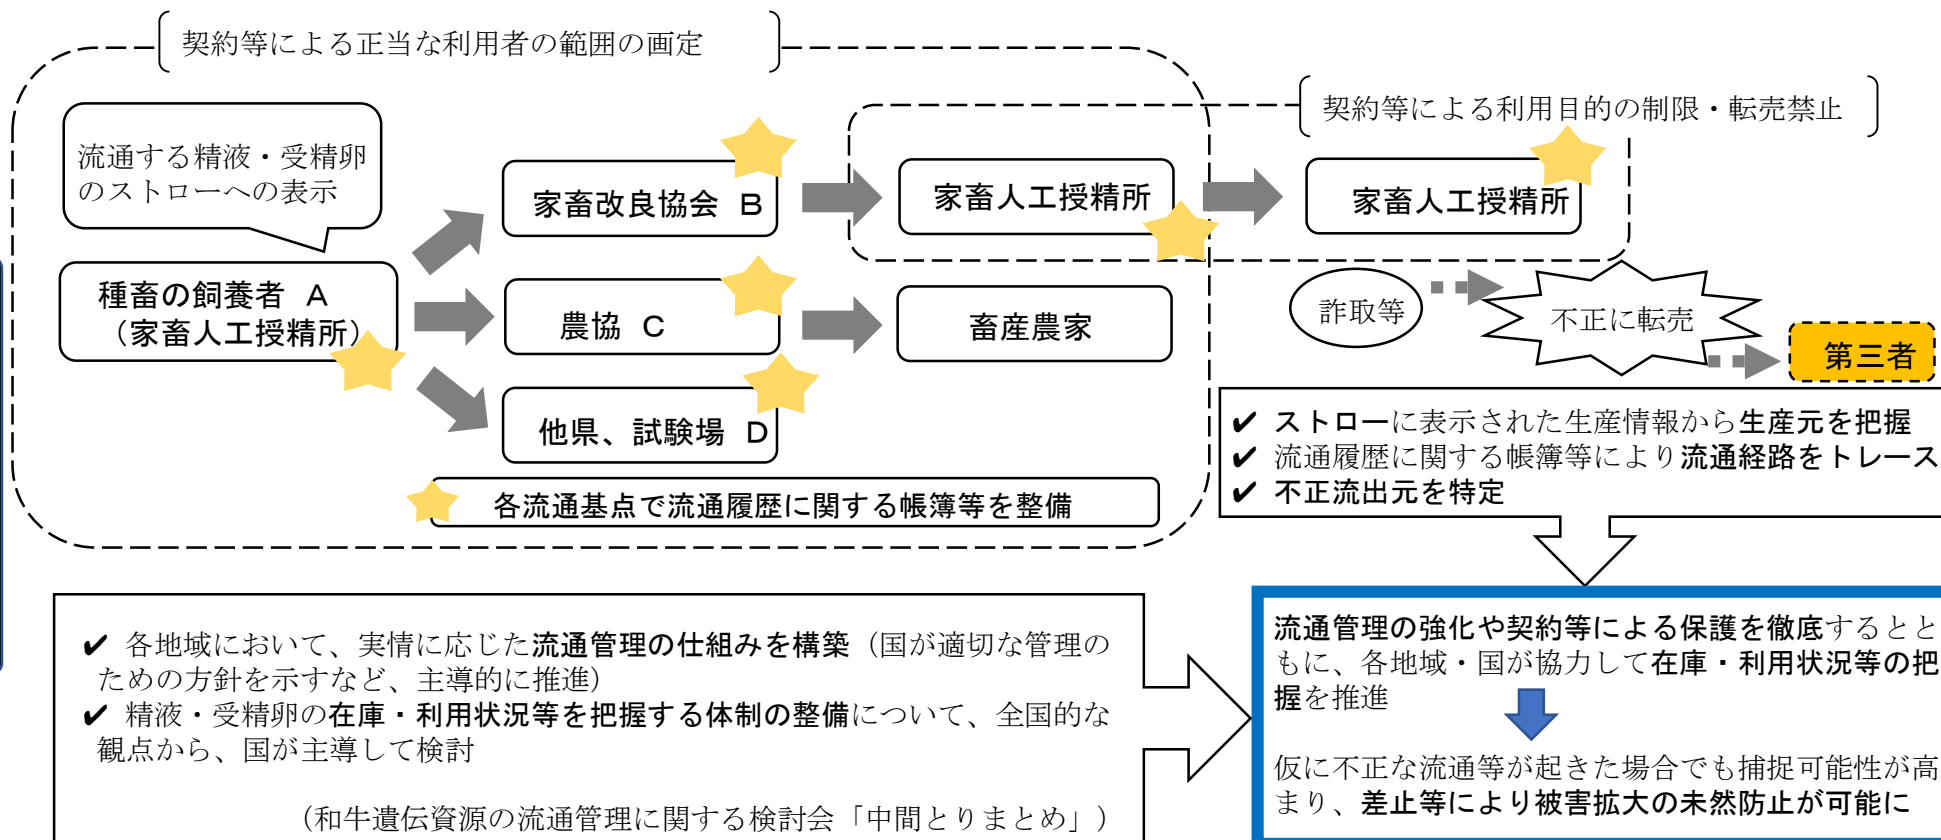 契約等による正当な利用者の範囲の画定
契約等による利用目的の制限・転売禁止
流通する精液・受精卵
のストローへの表示
家畜改良協会 B
家畜人工授精所
家畜人工授精所
種畜の飼養者 A
（家畜人工授精所）
農協 C
畜産農家
詐取等
不正に転売
第三者
他県、試験場 D
各流通基点で流通履歴に関する帳簿等を整備
✔ ストローに表示された生産情報から生産元を把握
✔ 流通履歴に関する帳簿等により流通経路をトレース
✔ 不正流出元を特定
✔ 各地域において、実情に応じた流通管理の仕組みを構築（国が適切な管理の
ための方針を示すなど、主導的に推進）
✔ 精液・受精卵の在庫・利用状況等を把握する体制の整備について、全国的な
観点から、国が主導して検討
（和牛遺伝資源の流通管理に関する検討会「中間とりまとめ」）
流通管理の強化や契約等による保護を徹底するとと
もに、各地域・国が協力して在庫・利用状況等の把
握を推進
仮に不正な流通等が起きた場合でも捕捉可能性が高
まり、差止等により被害拡大の未然防止が可能に